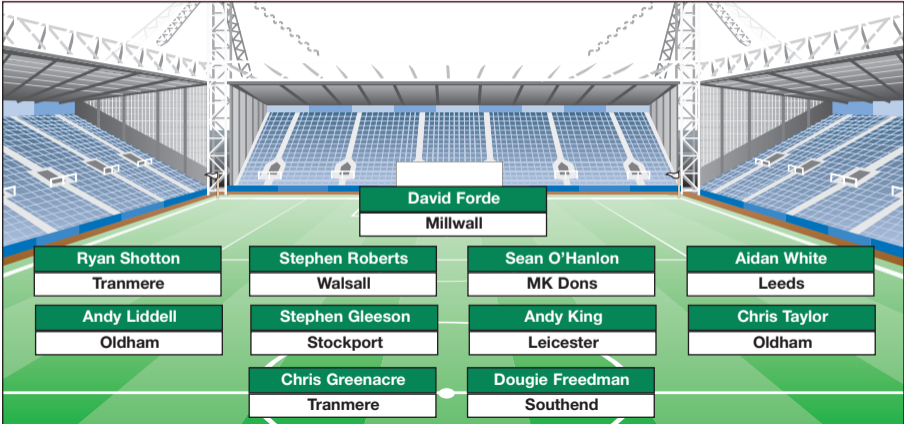 David Forde
Millwall
Ryan Shotton
Tranmere
Stephen Roberts
Walsall
Sean O'Hanlon
MK Dons
Aidan White
Leeds
Andy Liddell
Oldham
Stephen Gleeson
Stockport
Andy King
Leicester
Chris Taylor
Oldham
Chris Greenacre
Tranmere
Dougie Freedman
Southend